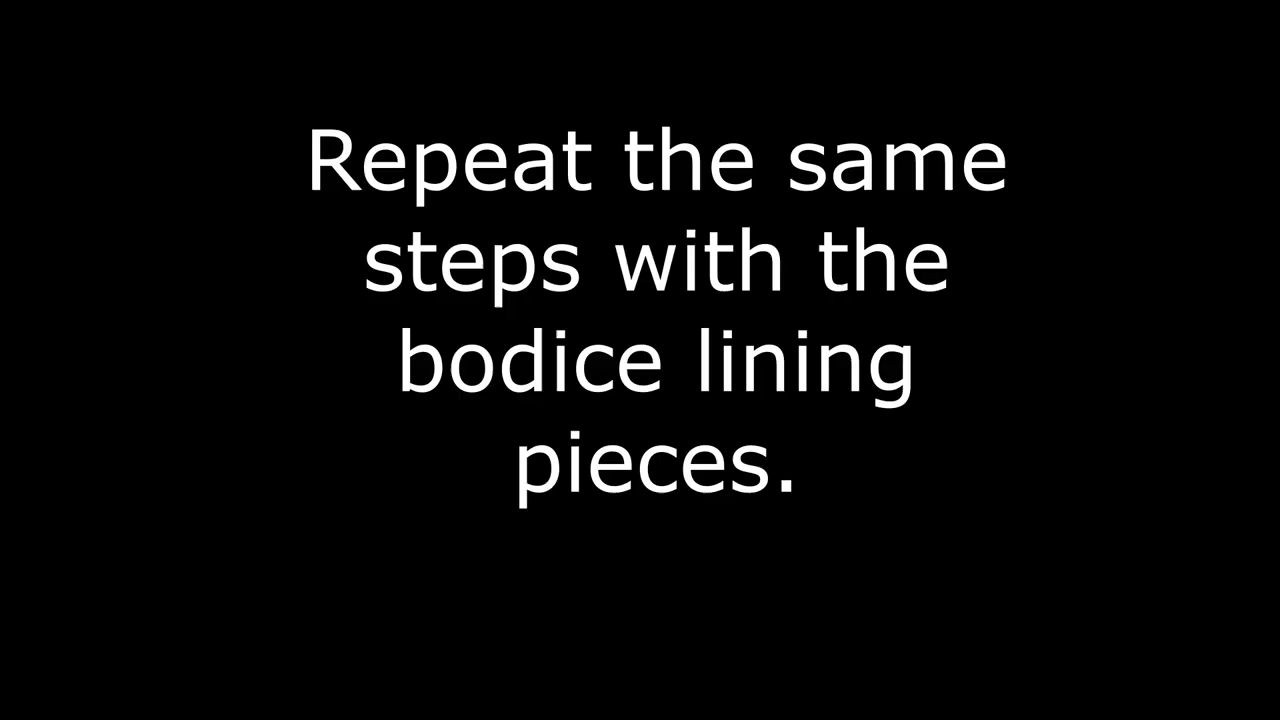 Repeat the same
steps with the
bodice lining
pieces.